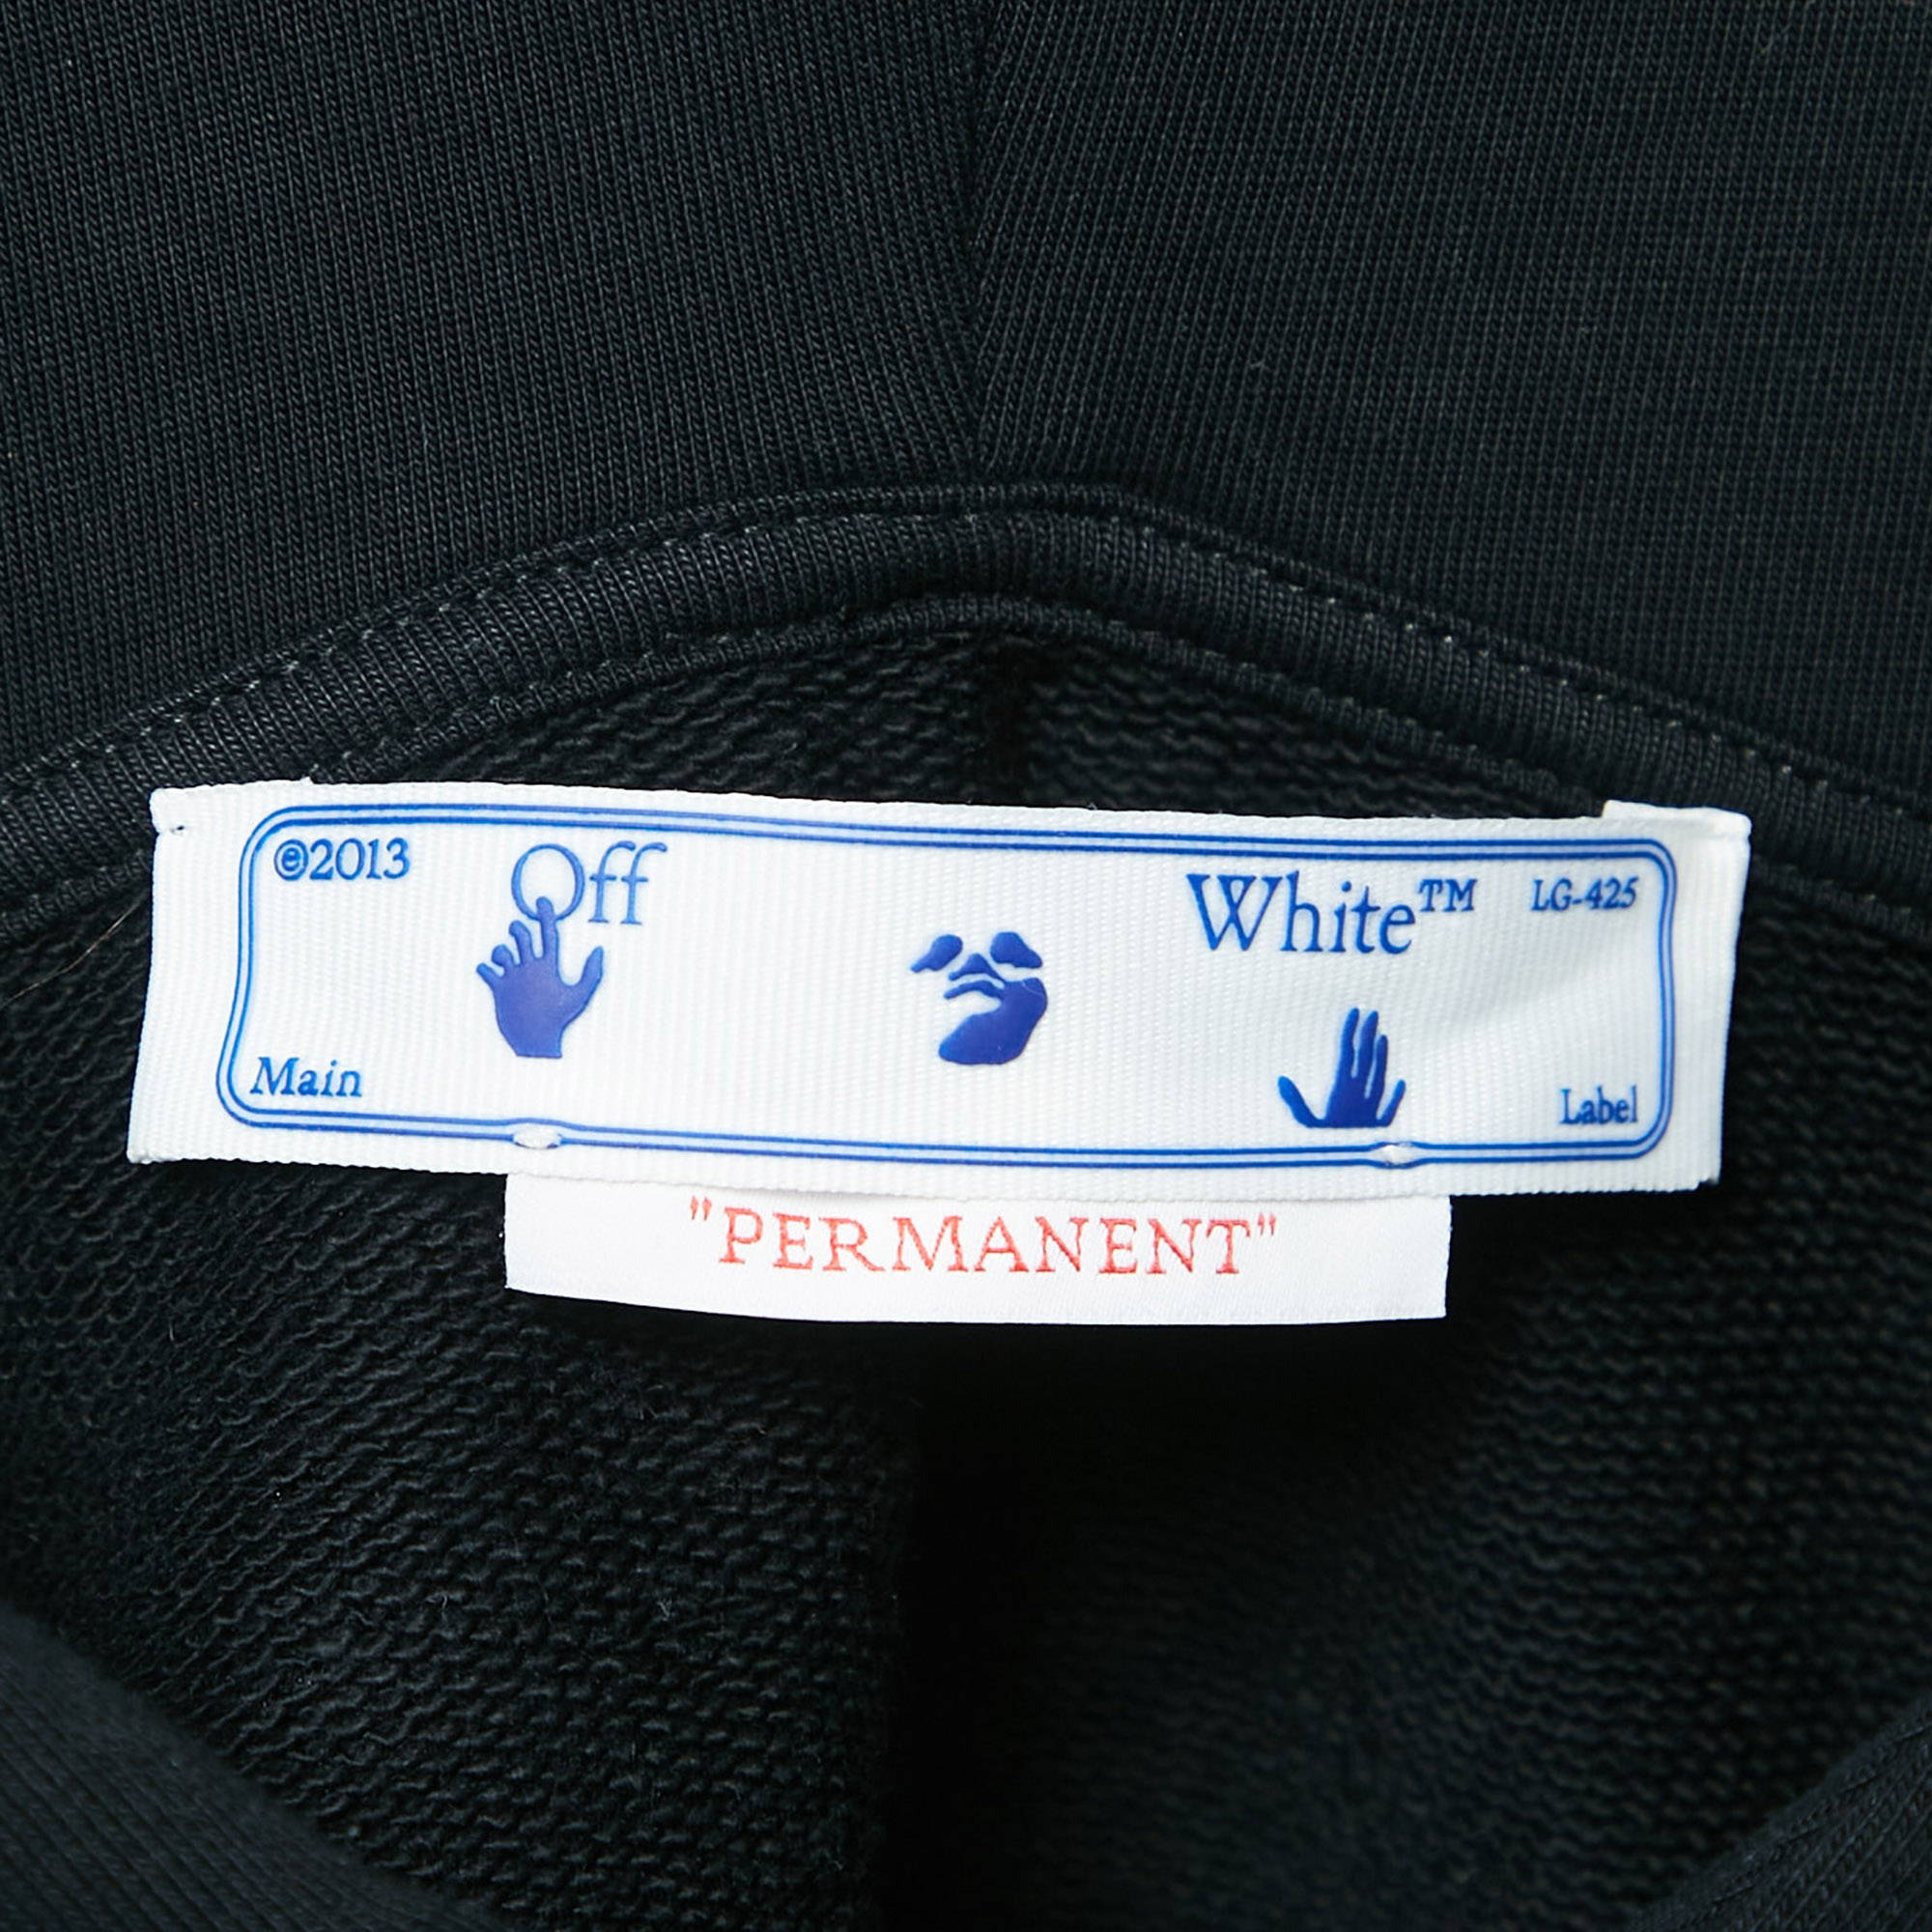 ©2013 Off White™ LG-425
Main Label
"PERMANENT"